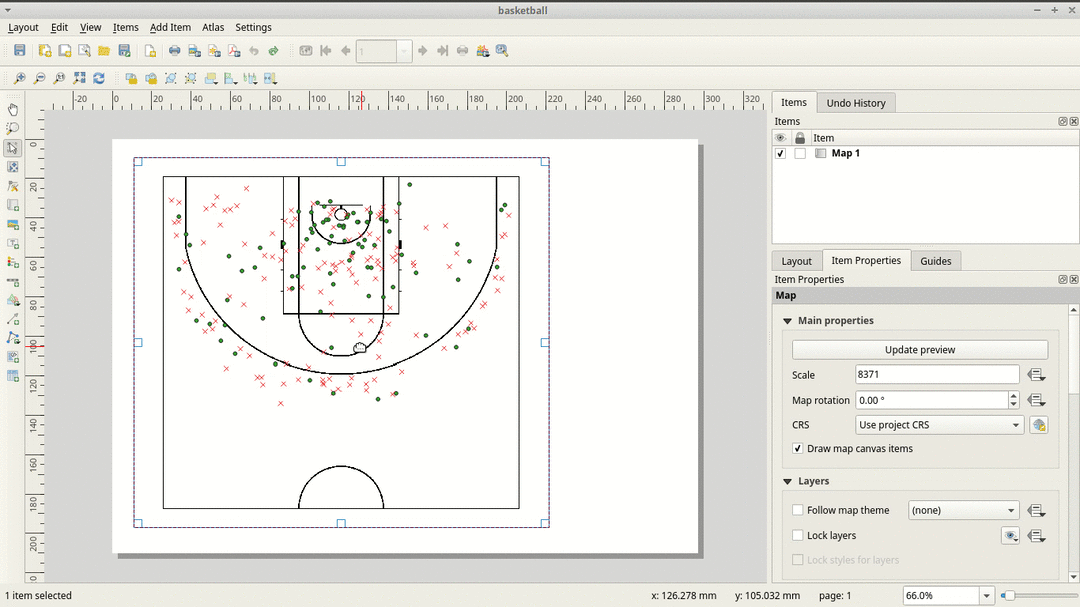 basketball
Layout Edit View Items Add Item Atlas Settings
1
-20 0 20 40 60 80 100 120 140 160 180 200 220 240 260 280 300 320
0
20
40
60
80
100
120
140
160
180
200
0
Items Undo History
Items
Item
Map 1
Layout Item Properties Guides
Item Properties
Map
Main properties
Update preview
Scale 8371
Map rotation 0.00 °
CRS Use project CRS
Draw map canvas items
Layers
Follow map theme (none)
Lock layers
Lock styles for layers
1 item selected x: 126.278 mm y: 105.032 mm page: 1 66.0%